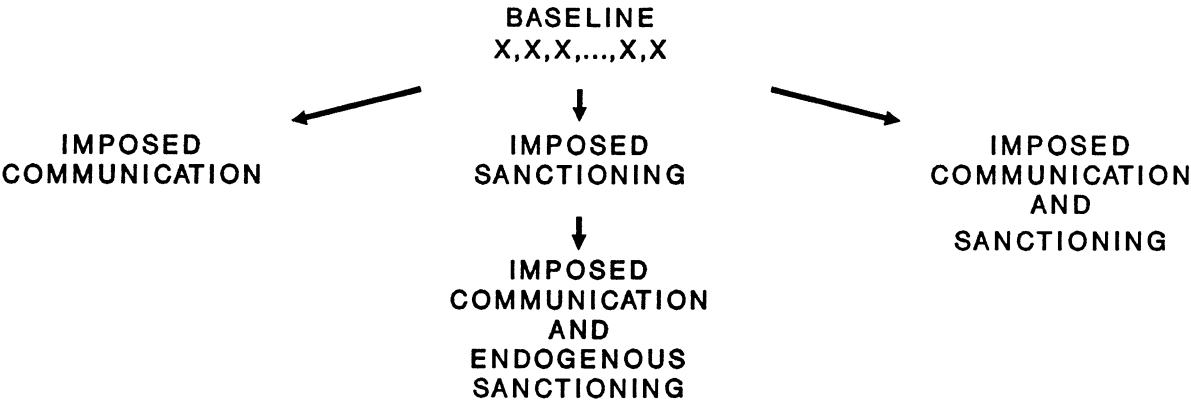 BASELINE
X,X,X,...,X,X
IMPOSED
COMMUNICATION
IMPOSED
SANCTIONING
IMPOSED
COMMUNICATION
AND
SANCTIONING
IMPOSED
COMMUNICATION
AND
ENDOGENOUS
SANCTIONING